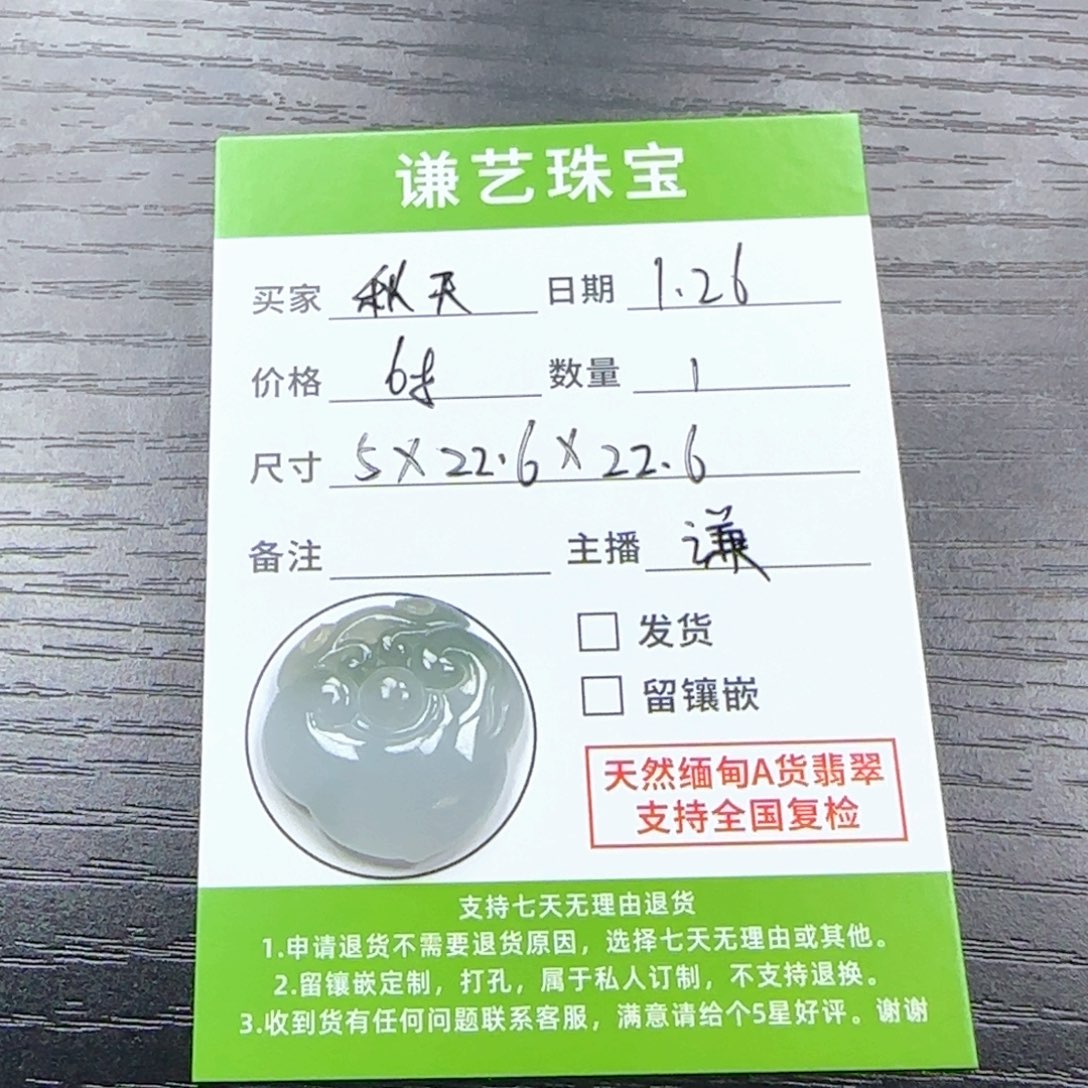 谦艺珠宝
买家 秋天 日期 1.26
价格 6 数量 1
尺寸 5×22.6×22.6
备注 主播 谦
发货
留镶嵌
天然缅甸A货翡翠
支持全国复检
支持七天无理由退货
1.申请退货不需要退货原因，选择七天无理由或其他。
2.留镶嵌定制，打孔，属于私人订制，不支持退换。
3.收到货有任何问题联系客服，满意请给个5星好评。谢谢